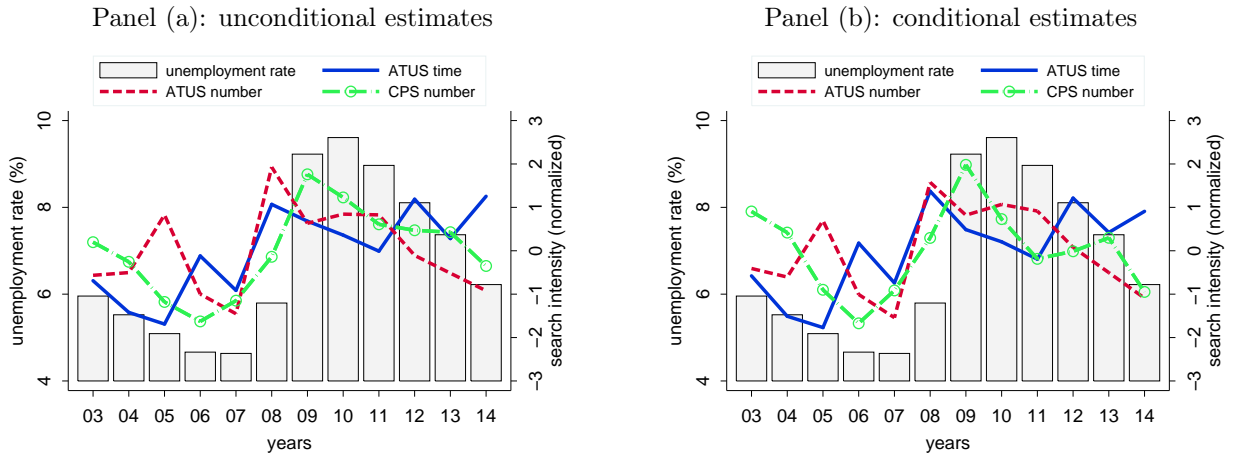 Panel (a): unconditional estimates
unemployment rate ATUS time
ATUS number CPS number
10
8
6
4
unemployment rate (%)
3
2
1
0
−1
−2
−3
search intensity (normalized)
03 04 05 06 07 08 09 10 11 12 13 14
years
Panel (b): conditional estimates
unemployment rate ATUS time
ATUS number CPS number
10
8
6
4
unemployment rate (%)
3
2
1
0
−1
−2
−3
search intensity (normalized)
03 04 05 06 07 08 09 10 11 12 13 14
years